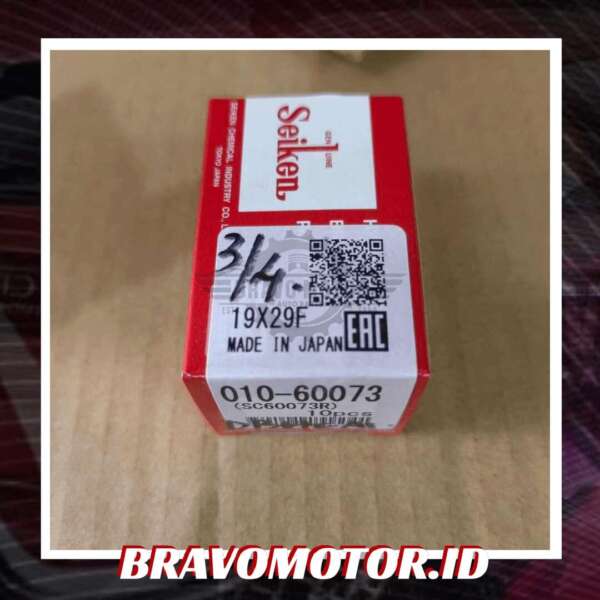 SEIKEN CHEMICAL INDUSTRY CO., L
TOKYO JAPAN
GENUINE
Seiken
3/4.
19X29F
MADE IN JAPAN
EAC
010-60073
(SC60073R)
10pcs
BRAVOMOTOR.ID